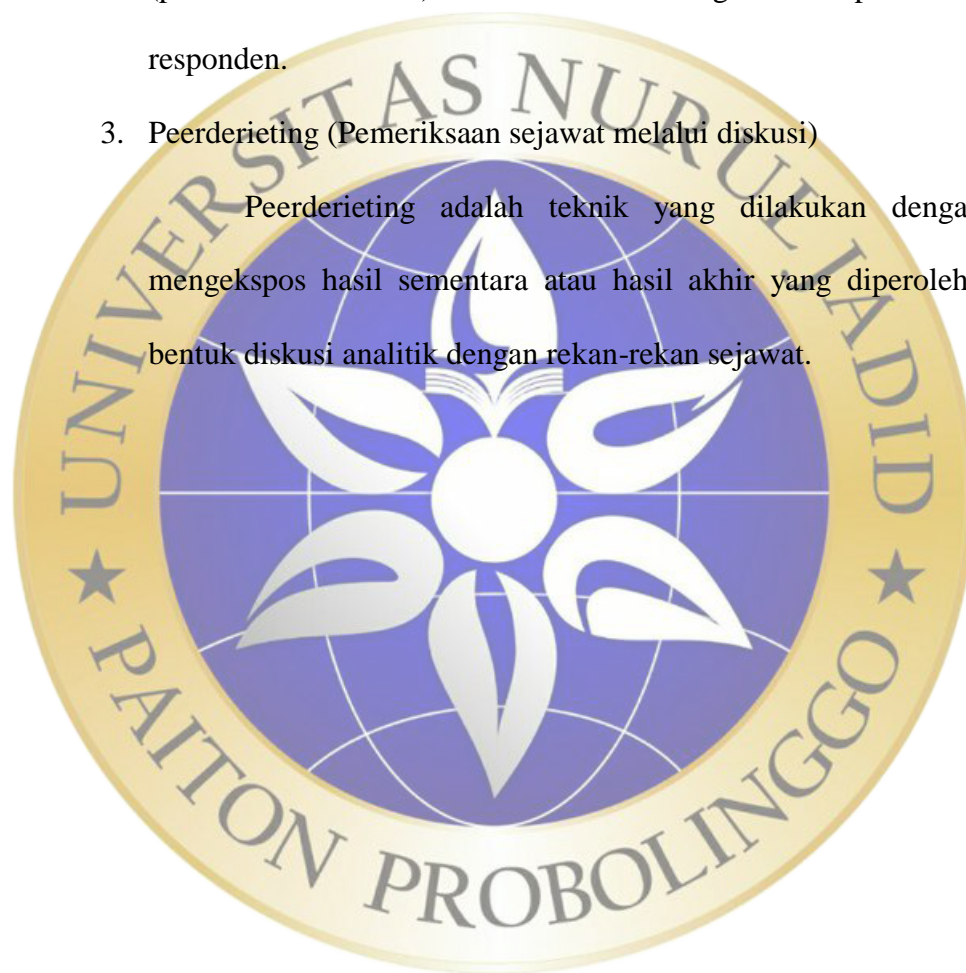 responden.
3. Peerderieting (Pemeriksaan sejawat melalui diskusi)
Peerderieting adalah teknik yang dilakukan denga
mengekspos hasil sementara atau hasil akhir yang diperoleh
bentuk diskusi analitik dengan rekan-rekan sejawat.
UNIVERSITAS NURUL JADID
PAITON PROBOLINGGO